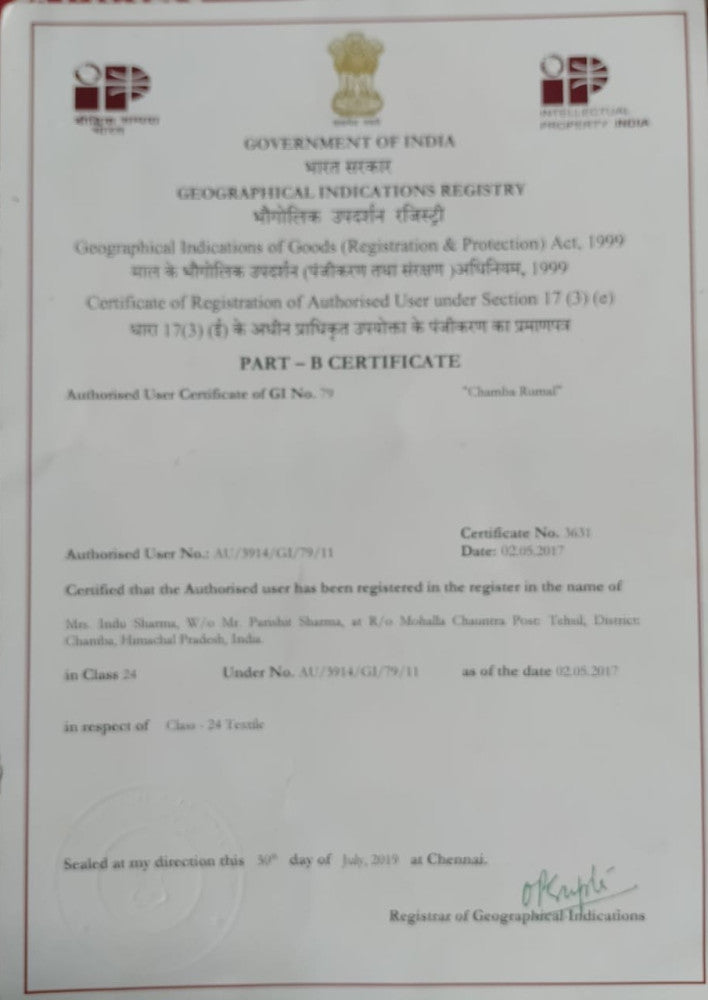 बौद्धिक सम्पदा
भारत
INTELLECTUAL
PROPERTY INDIA
GOVERNMENT OF INDIA
भारत सरकार
GEOGRAPHICAL INDICATIONS REGISTRY
भौगोलिक उपदर्शन रजिस्ट्री
Geographical Indications of Goods (Registration & Protection) Act, 1999
माल के भौगोलिक उपदर्शन (पंजीकरण तथा संरक्षण )अधिनियम, 1999
Certificate of Registration of Authorised User under Section 17 (3) (e)
धारा 17(3) (ई) के अधीन प्राधिकृत उपयोक्ता के पंजीकरण का प्रमाणपत्र
PART – B CERTIFICATE
Authorised User Certificate of GI No. 79 "Chamba Rumal"
Certificate No. 3631
Authorised User No.: AU/3914/GI/79/11 Date: 02.05.2017
Certified that the Authorised user has been registered in the register in the name of
Mrs. Indu Sharma, W/o Mr. Sharma, at R/o Mohalla Chauntra Post: Tehsil, District:
Chamba, Himachal Pradesh, India.
in Class 24 Under No. AU/3914/GI/79/11 as of the date 02.05.2017
in respect of Class - 24 Textile
Sealed at my direction this 30th day of July, 2019 at Chennai.
Registrar of Geographical Indications